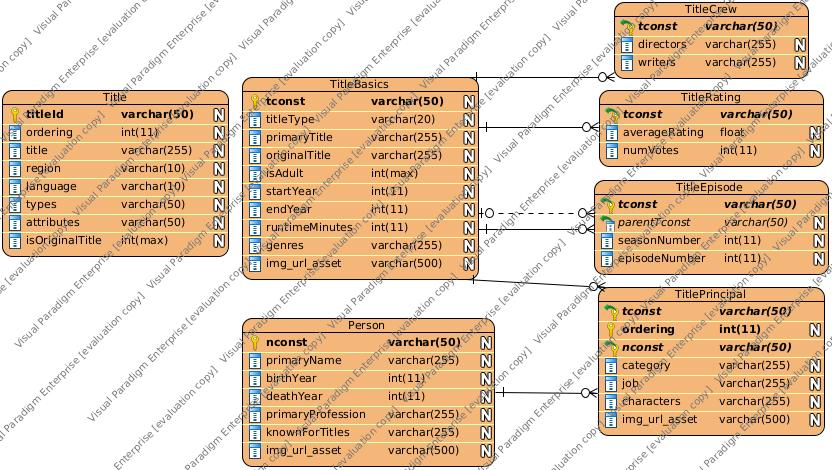 TitleCrew
tconst varchar(50)
directors varchar(255) N
writers varchar(255) N
Title
titleId varchar(50) N
ordering int(11) N
title varchar(255) N
region varchar(10) N
language varchar(10) N
types varchar(50) N
attributes varchar(50) N
isOriginalTitle int(max) N
TitleBasics
tconst varchar(50) N
titleType varchar(20) N
primaryTitle varchar(255) N
originalTitle varchar(255) N
isAdult int(max) N
startYear int(11) N
endYear int(11) N
runtimeMinutes int(11) N
genres varchar(255) N
img_url_asset varchar(500) N
TitleRating
tconst varchar(50)
averageRating float N
numVotes int(11) N
TitleEpisode
tconst varchar(50) N
parentTconst varchar(50) N
seasonNumber int(11) N
episodeNumber int(11) N
TitlePrincipal
tconst varchar(50)
ordering int(11) N
nconst varchar(50)
category varchar(255) N
job varchar(255) N
characters varchar(255) N
img_url_asset varchar(500) N
Person
nconst varchar(50) N
primaryName varchar(255) N
birthYear int(11) N
deathYear int(11) N
primaryProfession varchar(255) N
knownForTitles varchar(255) N
img_url_asset varchar(500) N
Visual Paradigm Enterprise [evaluation copy]